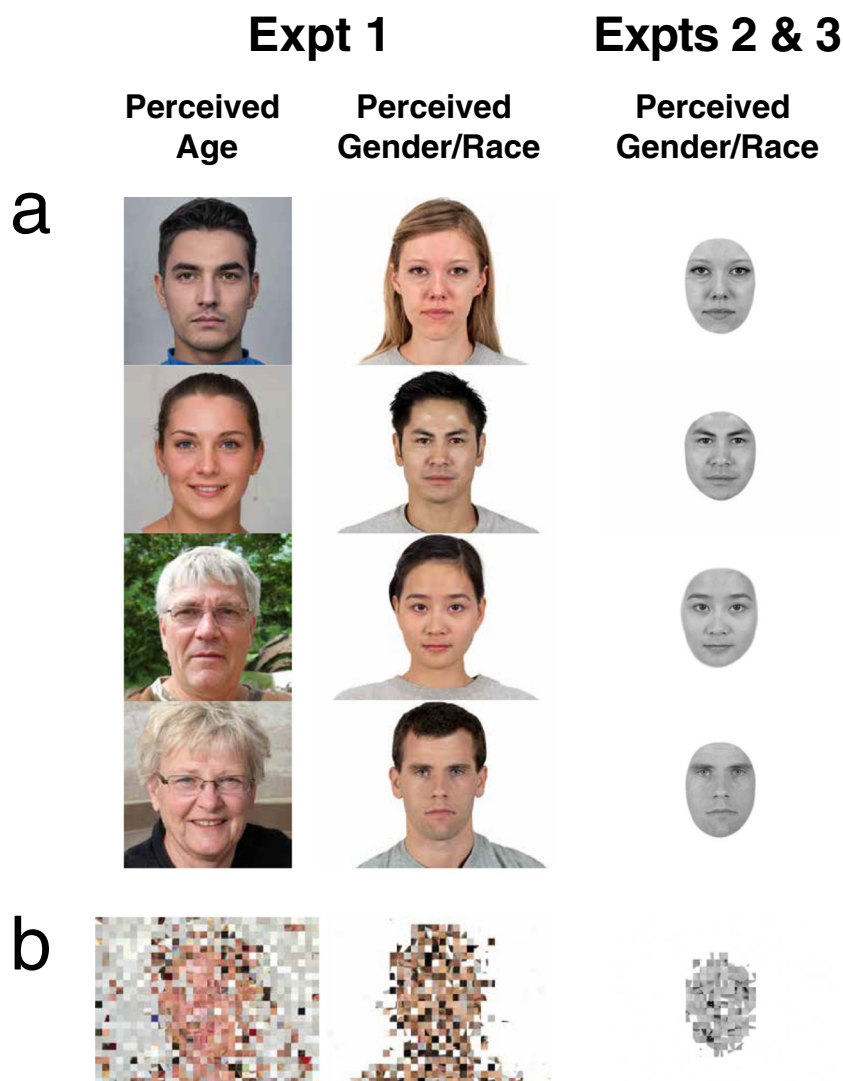 Expt 1
Expts 2 & 3
Perceived
Age
Perceived
Gender/Race
Perceived
Gender/Race
a
b